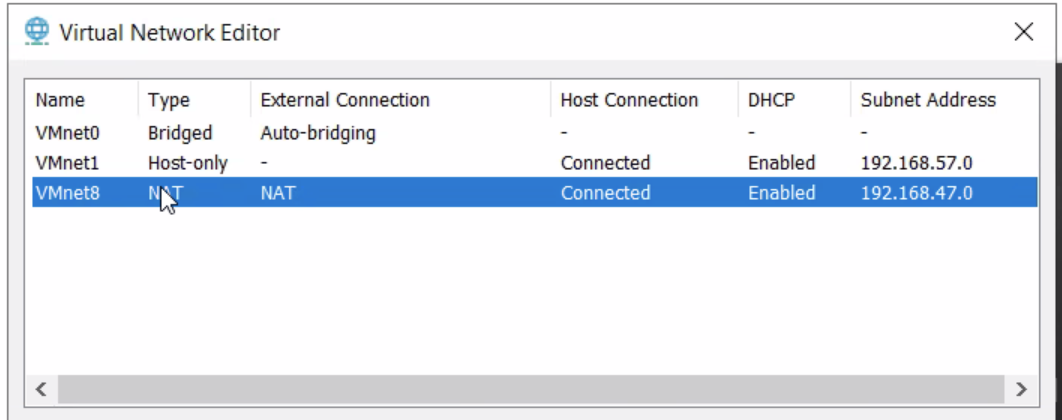 Virtual Network Editor
Name Type External Connection Host Connection DHCP Subnet Address
VMnet0 Bridged Auto-bridging - - -
VMnet1 Host-only - Connected Enabled 192.168.57.0
VMnet8 NAT NAT Connected Enabled 192.168.47.0